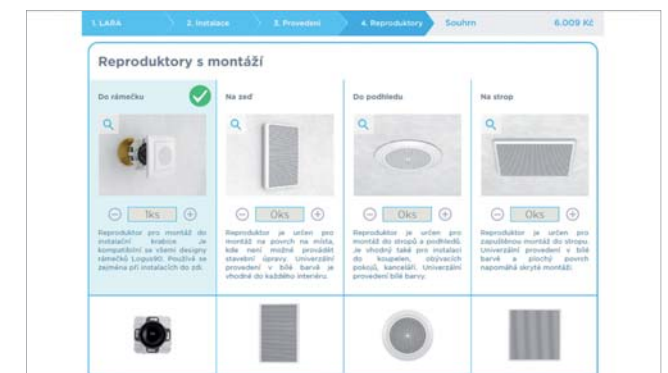 1. LARA
2. Instalace
3. Provedení
4. Reproduktory
Souhrn
6.009 Kč
Reproduktory s montáží
Do rámečku
Na zeď
Do podhledu
Na strop
1ks
0ks
0ks
0ks
Reproduktor pro montáž do
instalační krabice. Je
kompatibilní se všemi designy
rámečků Logus90. Používá se
zejména při instalacích do zdi.
Reproduktor je určen pro
montáž na povrch na místa,
kde není možné provádět
stavební úpravy. Univerzální
provedení v bílé barvě je
vhodné do každého interiéru.
Reproduktor je určen pro
montáž do stropů a podhledů.
Je vhodný také pro instalaci
do koupelen, obývacích
pokojů, kanceláří. Univerzální
provedení bílé barvy.
Reproduktor je určen pro
zapuštěnou montáž do stropu.
Univerzální provedení v bílé
barvě a plochý povrch
napomáhá skryté montáži.